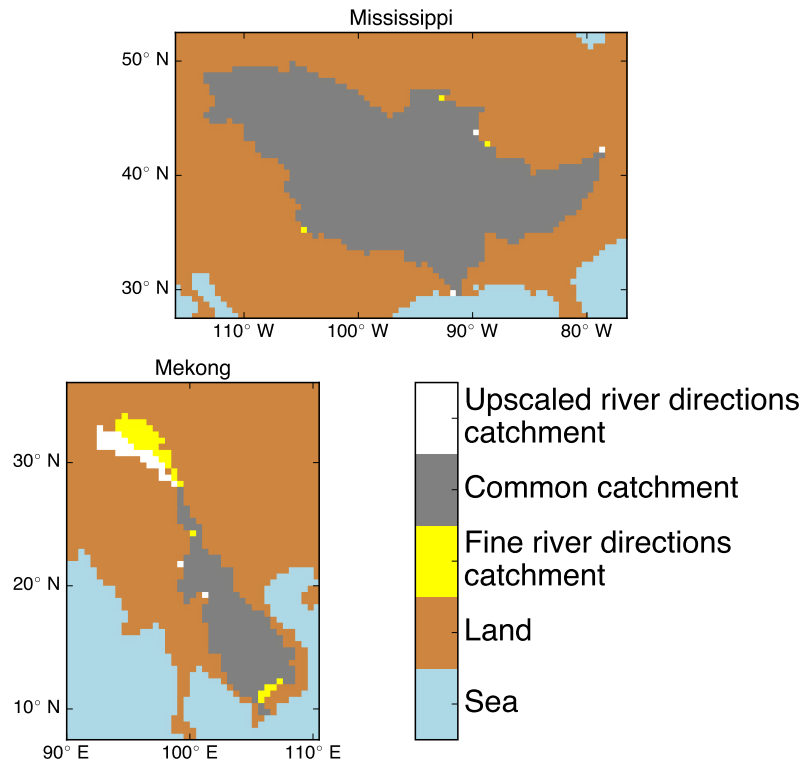 Mississippi
50° N
40° N
30° N
110° W 100° W 90° W 80° W
Mekong
30° N
20° N
10° N
90° E 100° E 110° E
Upscaled river directions
catchment
Common catchment
Fine river directions
catchment
Land
Sea